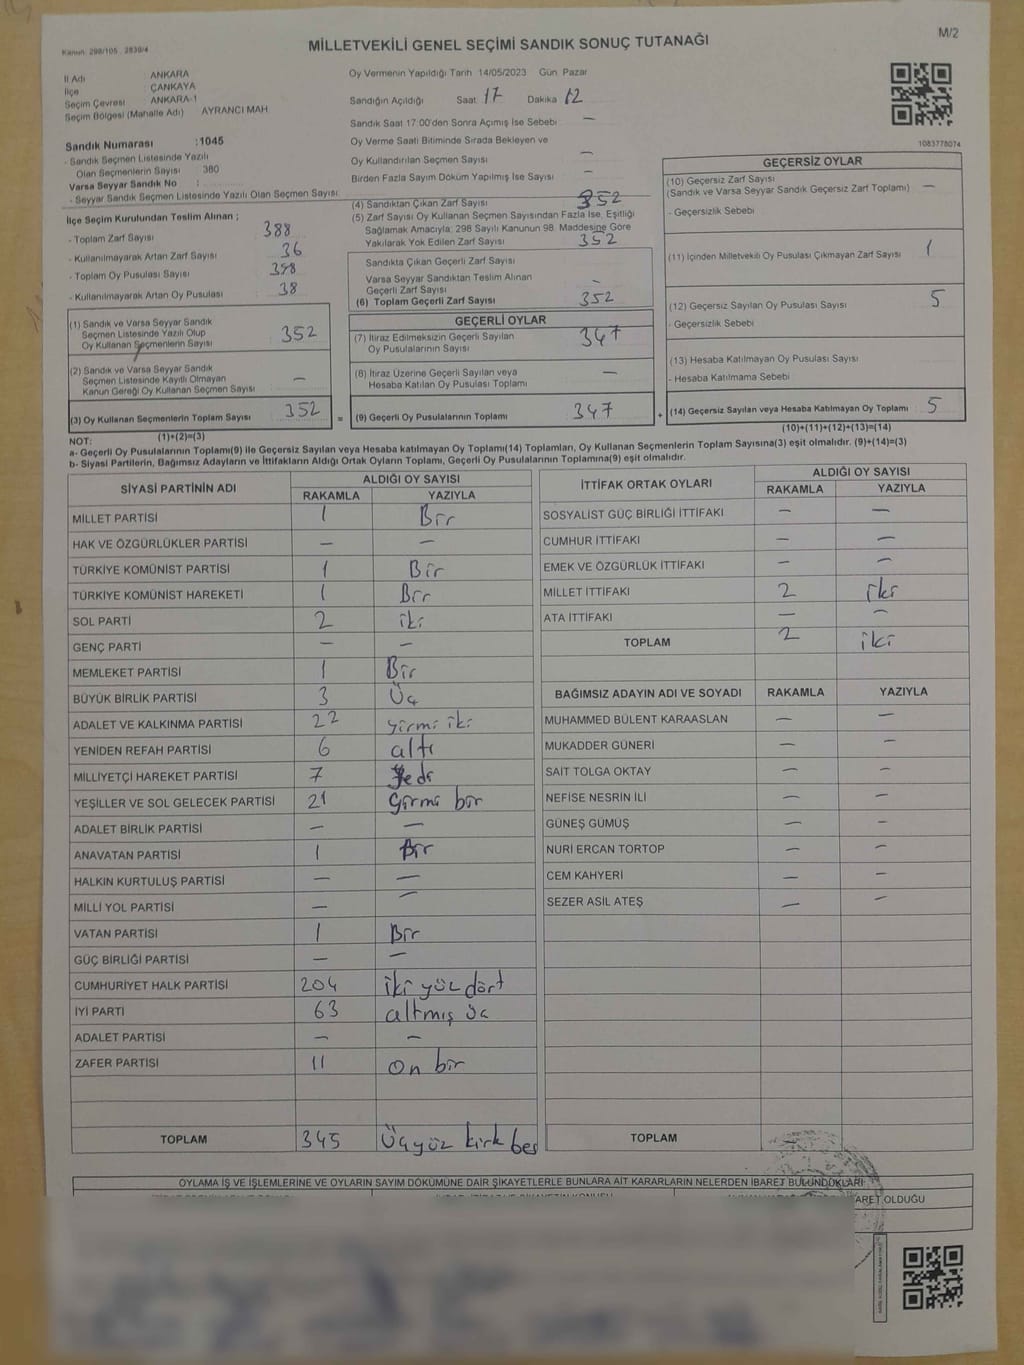 M/2
Kanun: 298/105 , 2839/4
MİLLETVEKİLİ GENEL SEÇİMİ SANDIK SONUÇ TUTANAĞI
İl Adı ANKARA
İlçe ÇANKAYA
Seçim Çevresi ANKARA-1
Seçim Bölgesi (Mahalle Adı) AYRANCI MAH
Sandık Numarası :1045
- Sandık Seçmen Listesinde Yazılı
Olan Seçmenlerin Sayısı 380
Varsa Seyyar Sandık No :
- Seyyar Sandık Seçmen Listesinde Yazılı Olan Seçmen Sayısı:
İlçe Seçim Kurulundan Teslim Alınan ;
- Toplam Zarf Sayısı 388
- Kullanılmayarak Artan Zarf Sayısı 36
- Toplam Oy Pusulası Sayısı
- Kullanılmayarak Artan Oy Pusulası 38
(1) Sandık ve Varsa Seyyar Sandık
Seçmen Listesinde Yazılı Olup
Oy Kullanan Seçmenlerin Sayısı 352
(2) Sandık ve Varsa Seyyar Sandık
Seçmen Listesinde Kayıtlı Olmayan
Kanun Gereği Oy Kullanan Seçmen Sayısı —
(3) Oy Kullanan Seçmenlerin Toplam Sayısı 352 =
(1)+(2)=(3)
Oy Vermenin Yapıldığı Tarih 14/05/2023 Gün Pazar
Sandığın Açıldığı Saat 17 Dakika 12
Sandık Saat 17:00'den Sonra Açımış İse Sebebi —
Oy Verme Saati Bitiminde Sırada Bekleyen ve
Oy Kullandırılan Seçmen Sayısı —
Birden Fazla Sayım Döküm Yapılmış İse Sayısı —
(4) Sandıktan Çıkan Zarf Sayısı 352
(5) Zarf Sayısı Oy Kullanan Seçmen Sayısından Fazla İse, Eşitliği
Sağlamak Amacıyla; 298 Sayılı Kanunun 98. Maddesine Göre
Yakılarak Yok Edilen Zarf Sayısı 352
Sandıkta Çıkan Geçerli Zarf Sayısı
Varsa Seyyar Sandıktan Teslim Alınan
Geçerli Zarf Sayısı —
(6) Toplam Geçerli Zarf Sayısı 352
GEÇERLİ OYLAR
(7) İtiraz Edilmeksizin Geçerli Sayılan
Oy Pusulalarının Sayısı 347
(8) İtiraz Üzerine Geçerli Sayılan veya
Hesaba Katılan Oy Pusulası Toplamı —
(9) Geçerli Oy Pusulalarının Toplamı 347 +
1083778074
GEÇERSİZ OYLAR
(10) Geçersiz Zarf Sayısı
(Sandık ve Varsa Seyyar Sandık Geçersiz Zarf Toplamı) —
- Geçersizlik Sebebi
(11) İçinden Milletvekili Oy Pusulası Çıkmayan Zarf Sayısı 1
(12) Geçersiz Sayılan Oy Pusulası Sayısı 5
- Geçersizlik Sebebi
(13) Hesaba Katılmayan Oy Pusulası Sayısı
- Hesaba Katılmama Sebebi
(14) Geçersiz Sayılan veya Hesaba Katılmayan Oy Toplamı 5
(10)+(11)+(12)+(13)=(14)
NOT:
a- Geçerli Oy Pusulalarının Toplamı(9) ile Geçersiz Sayılan veya Hesaba katılmayan Oy Toplamı(14) Toplamları, Oy Kullanan Seçmenlerin Toplam Sayısına(3) eşit olmalıdır. (9)+(14)=(3)
b- Siyasi Partilerin, Bağımsız Adayların ve İttifakların Aldığı Ortak Oyların Toplamı, Geçerli Oy Pusulalarının Toplamına(9) eşit olmalıdır.
SİYASİ PARTİNİN ADI ALDIĞI OY SAYISI
RAKAMLA YAZIYLA
MİLLET PARTİSİ 1 Bir
HAK VE ÖZGÜRLÜKLER PARTİSİ — —
TÜRKİYE KOMÜNİST PARTİSİ 1 Bir
TÜRKİYE KOMÜNİST HAREKETİ 1 Bir
SOL PARTİ 2 iki
GENÇ PARTİ — —
MEMLEKET PARTİSİ 1 Bir
BÜYÜK BİRLİK PARTİSİ 3 Üç
ADALET VE KALKINMA PARTİSİ 22 yirmi iki
YENİDEN REFAH PARTİSİ 6 altı
MİLLİYETÇİ HAREKET PARTİSİ 7 Yedi
YEŞİLLER VE SOL GELECEK PARTİSİ 21 yirmi bir
ADALET BİRLİK PARTİSİ — —
ANAVATAN PARTİSİ 1 Bir
HALKIN KURTULUŞ PARTİSİ — —
MİLLİ YOL PARTİSİ — —
VATAN PARTİSİ 1 Bir
GÜÇ BİRLİĞİ PARTİSİ — —
CUMHURİYET HALK PARTİSİ 204 iki yüz dört
İYİ PARTİ 63 altmış üç
ADALET PARTİSİ — —
ZAFER PARTİSİ 11 On bir
TOPLAM 345 Üçyüz kırk beş
İTTİFAK ORTAK OYLARI ALDIĞI OY SAYISI
RAKAMLA YAZIYLA
SOSYALİST GÜÇ BİRLİĞİ İTTİFAKI — —
CUMHUR İTTİFAKI — —
EMEK VE ÖZGÜRLÜK İTTİFAKI — —
MİLLET İTTİFAKI 2 iki
ATA İTTİFAKI — —
TOPLAM 2 iki
BAĞIMSIZ ADAYIN ADI VE SOYADI RAKAMLA YAZIYLA
MUHAMMED BÜLENT KARAASLAN — —
MUKADDER GÜNERİ — —
SAİT TOLGA OKTAY — —
NEFİSE NESRİN İLİ — —
GÜNEŞ GÜMÜŞ — —
NURİ ERCAN TORTOP — —
CEM KAHYERİ — —
SEZER ASİL ATEŞ — —
TOPLAM
OYLAMA İŞ VE İŞLEMLERİNE VE OYLARIN SAYIM DÖKÜMÜNE DAİR ŞİKAYETLERLE BUNLARA AİT KARARLARIN NELERDEN İBARET BULUNDUKLARI
ARET OLDUĞU